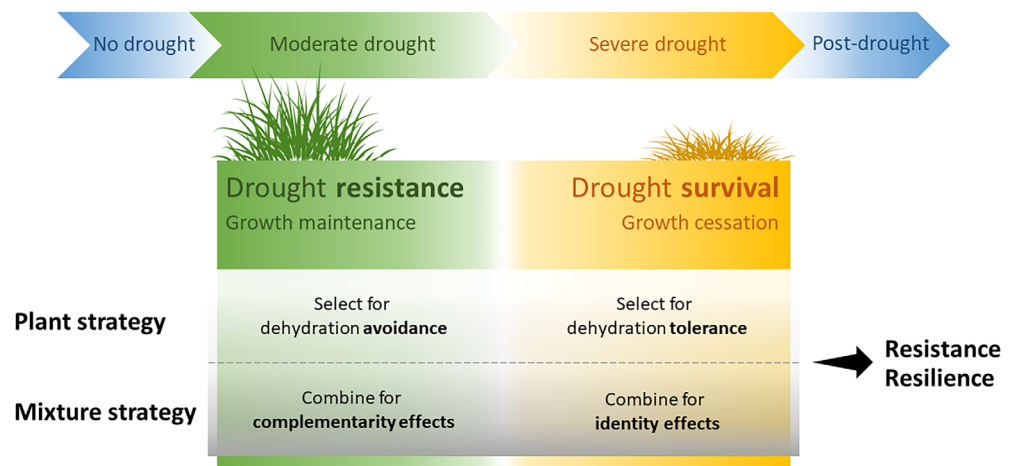 No drought
Moderate drought
Severe drought
Post-drought
Drought resistance
Growth maintenance
Drought survival
Growth cessation
Plant strategy
Select for
dehydration avoidance
Select for
dehydration tolerance
Mixture strategy
Combine for
complementarity effects
Combine for
identity effects
Resistance
Resilience